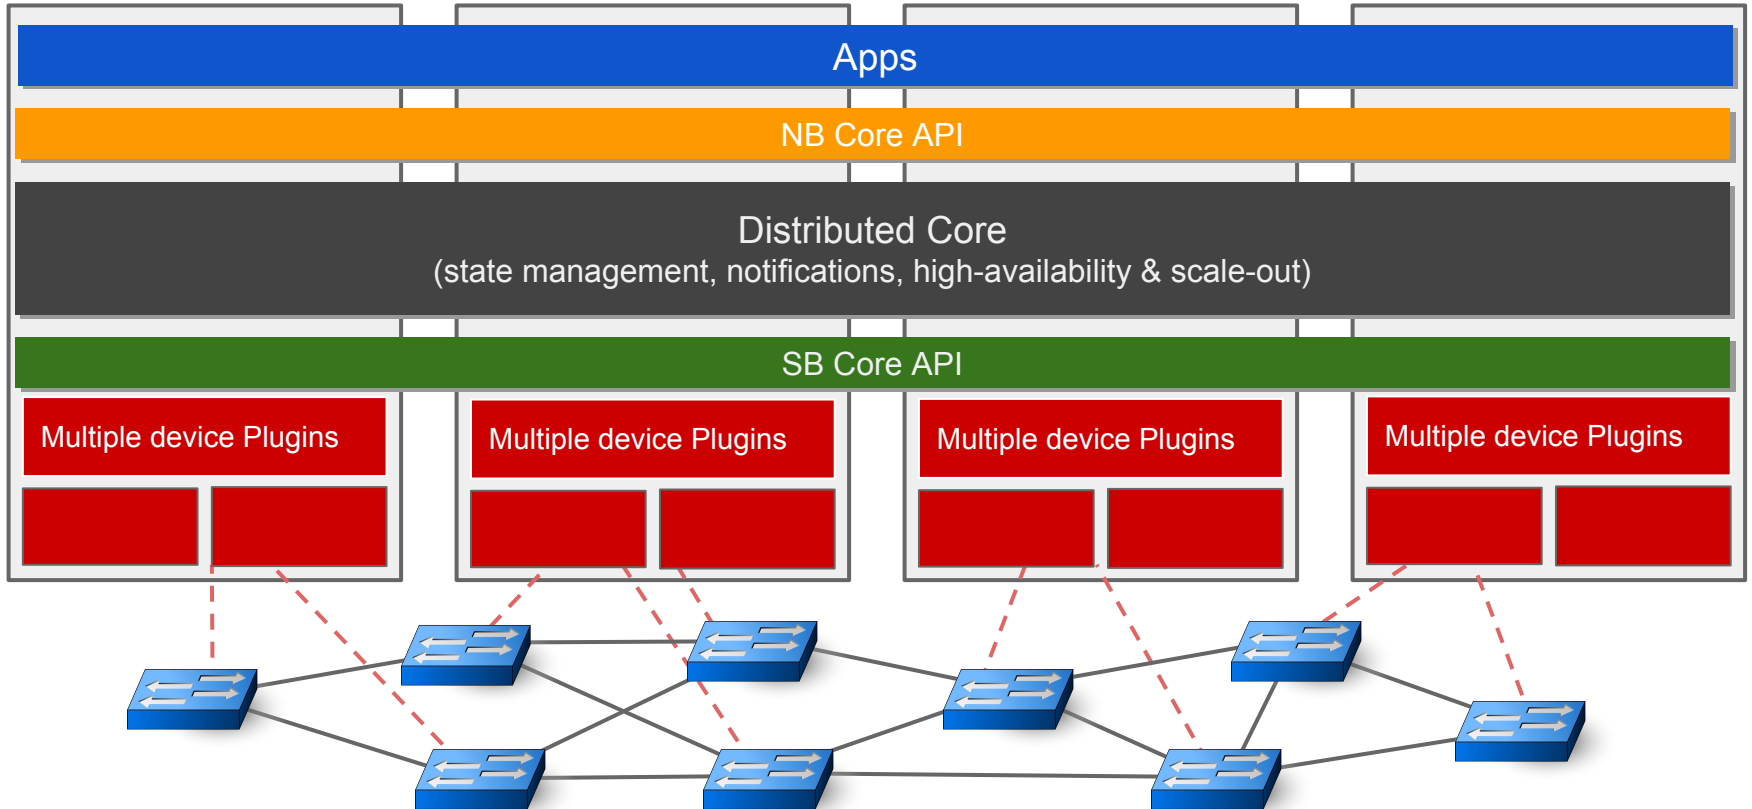 Apps
NB Core API
Distributed Core
(state management, notifications, high-availability & scale-out)
SB Core API
Multiple device Plugins
Multiple device Plugins
Multiple device Plugins
Multiple device Plugins